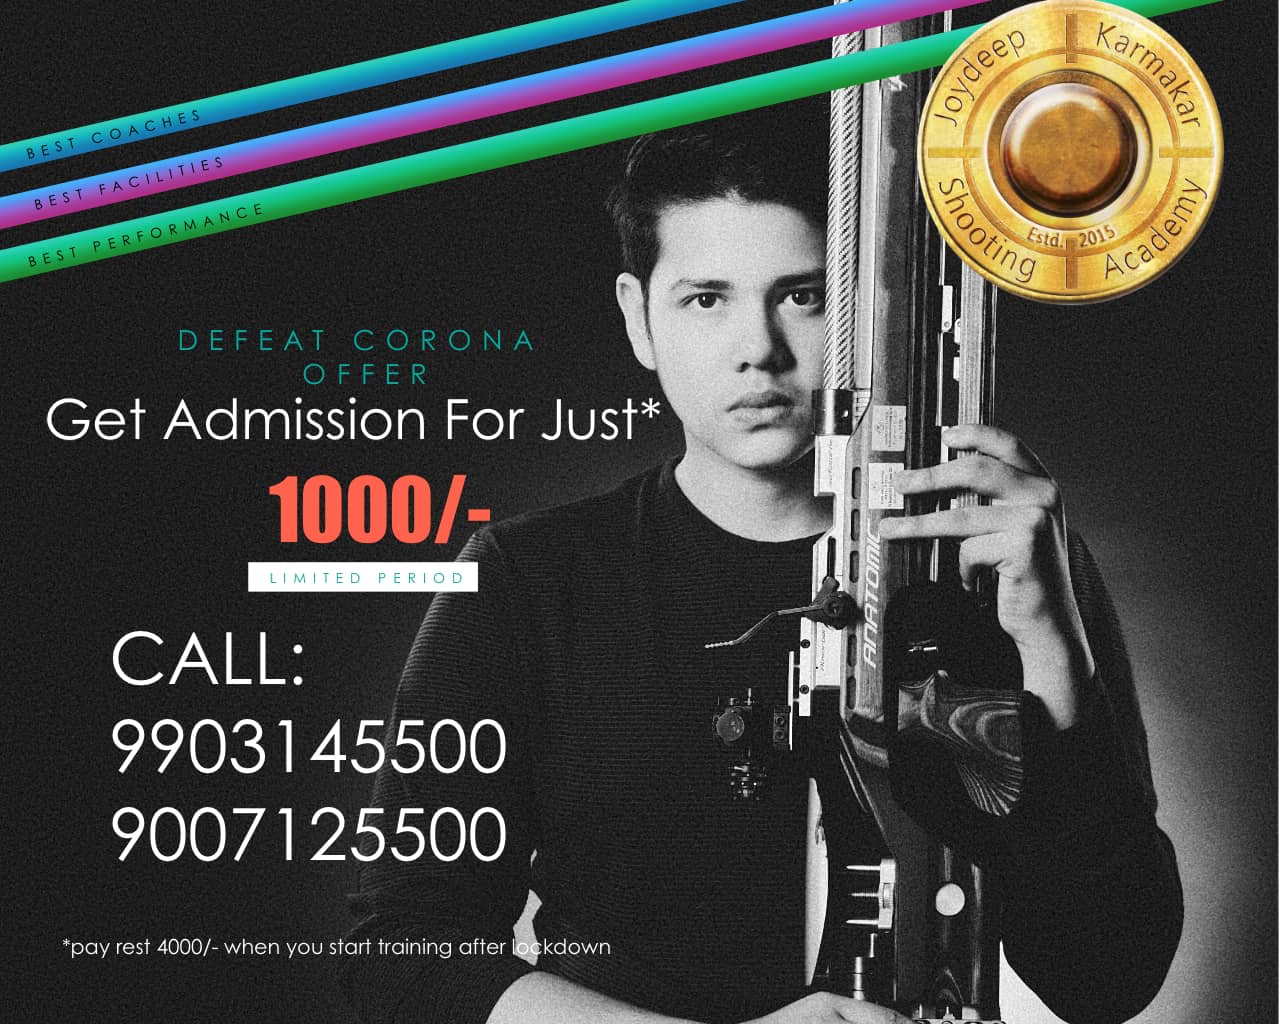 BEST COACHES
BEST FACILITIES
BEST PERFORMANCE
Joydeep Karmakar
Shooting Academy
Estd. 2015
DEFEAT CORONA
OFFER
Get Admission For Just*
1000/-
LIMITED PERIOD
CALL:
9903145500
9007125500
*pay rest 4000/- when you start training after lockdown
ANATOMIC